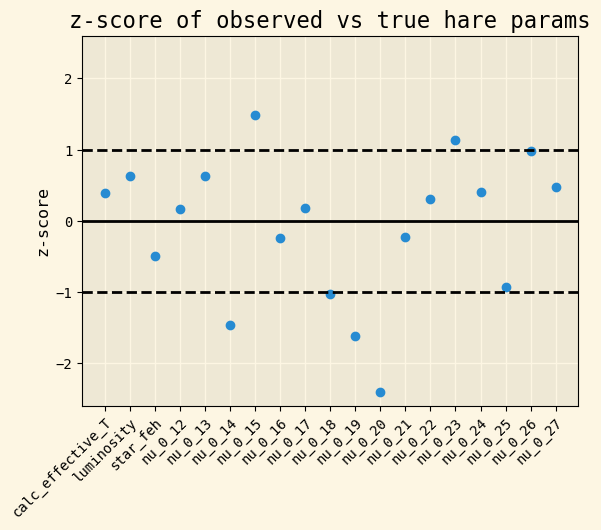 z-score of observed vs true hare params
z-score
2
1
0
−1
−2
calc_effective_T
luminosity
star_feh
nu_0_12
nu_0_13
nu_0_14
nu_0_15
nu_0_16
nu_0_17
nu_0_18
nu_0_19
nu_0_20
nu_0_21
nu_0_22
nu_0_23
nu_0_24
nu_0_25
nu_0_26
nu_0_27